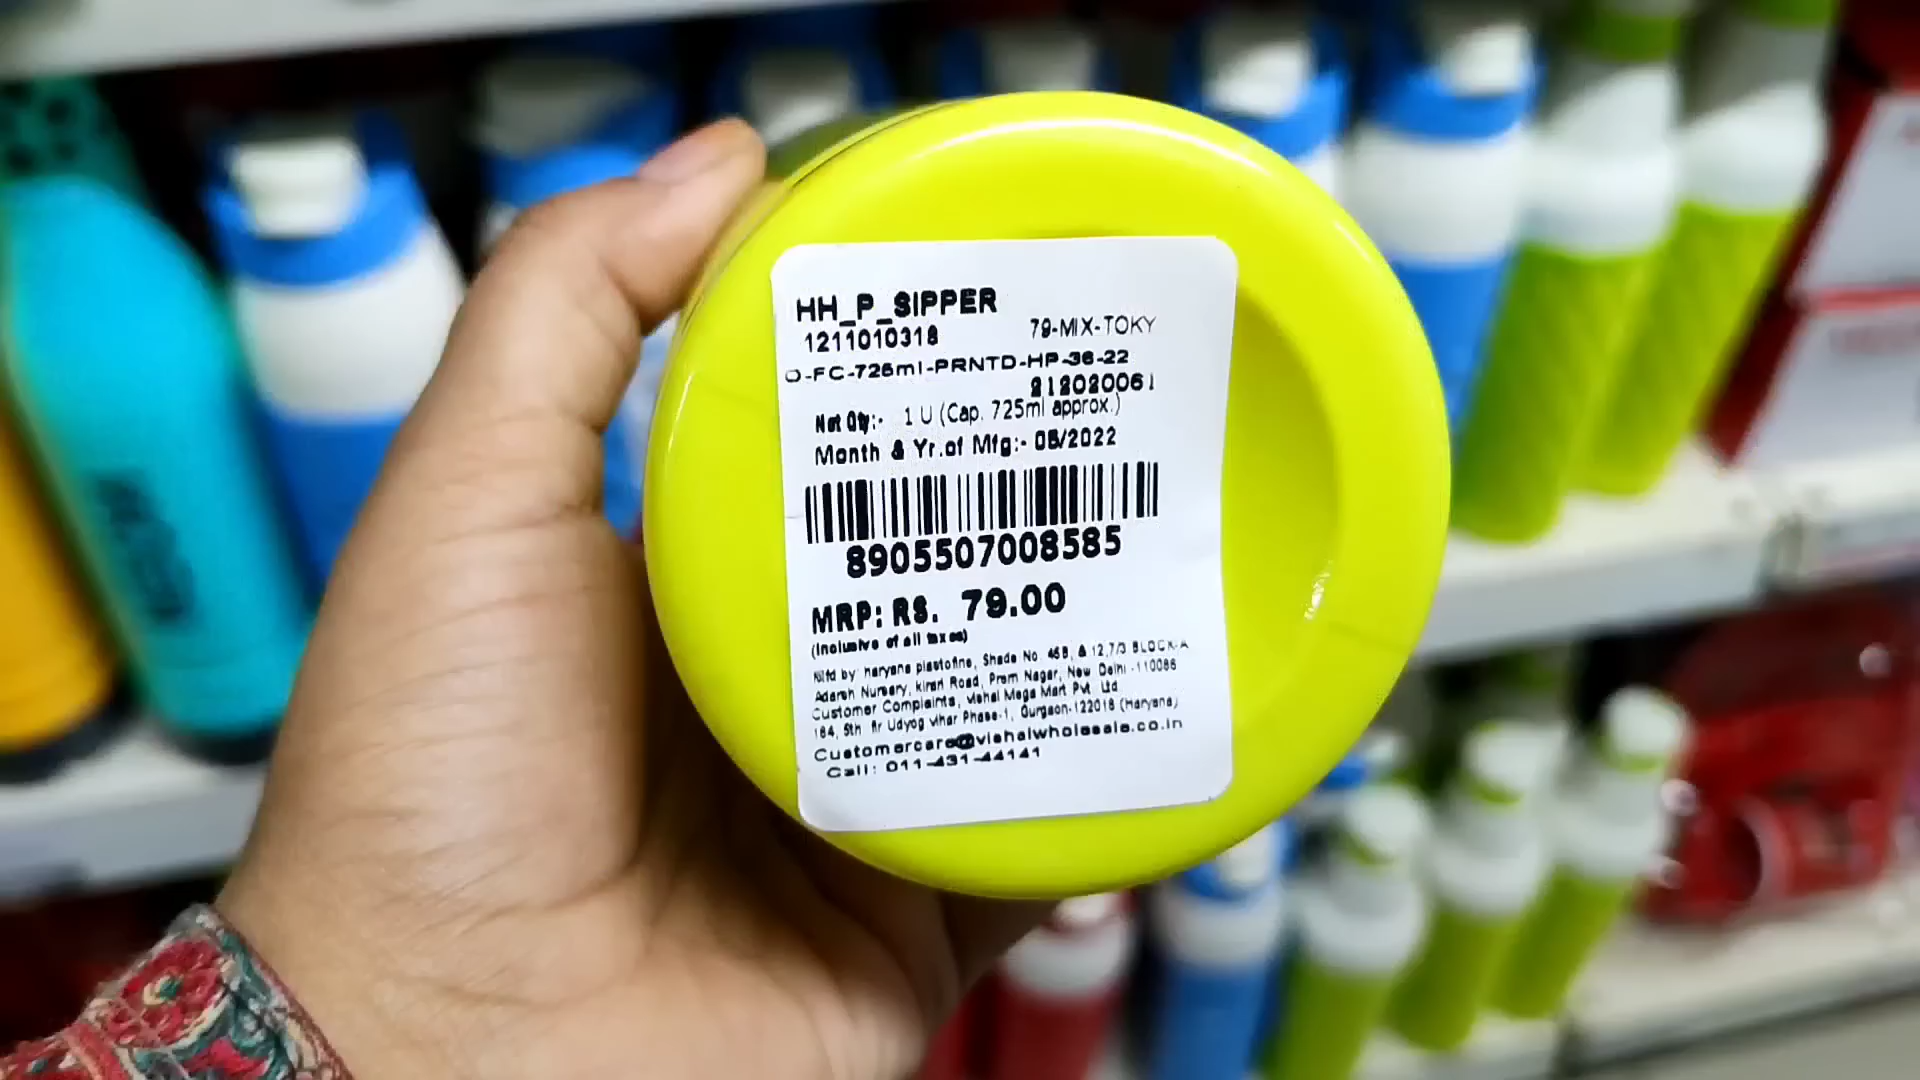 HH_P_SIPPER
1211010318 79-MIX-TOKY
O-FC-725ml-PRNTD-HP-36-22
212020061
Net Qty:- 1 U (Cap. 725ml approx.)
Month & Yr.of Mfg:- 05/2022
8905507008585
MRP: RS. 79.00
(Inclusive of all taxes)
Mfd by: haryana plastofine, Shade No. 45B, & 12,7/3 BLOCK-A
Adarsh Nursery, kirari Road, Prem Nagar, New Delhi -110086
Customer Complaints, vishal Mega Mart Pvt. Ltd.
184, 5th flr Udyog vihar Phase-1, Gurgaon-122016 (Haryana)
Customercare@vishalwholesale.co.in
Call: 011-431-44141